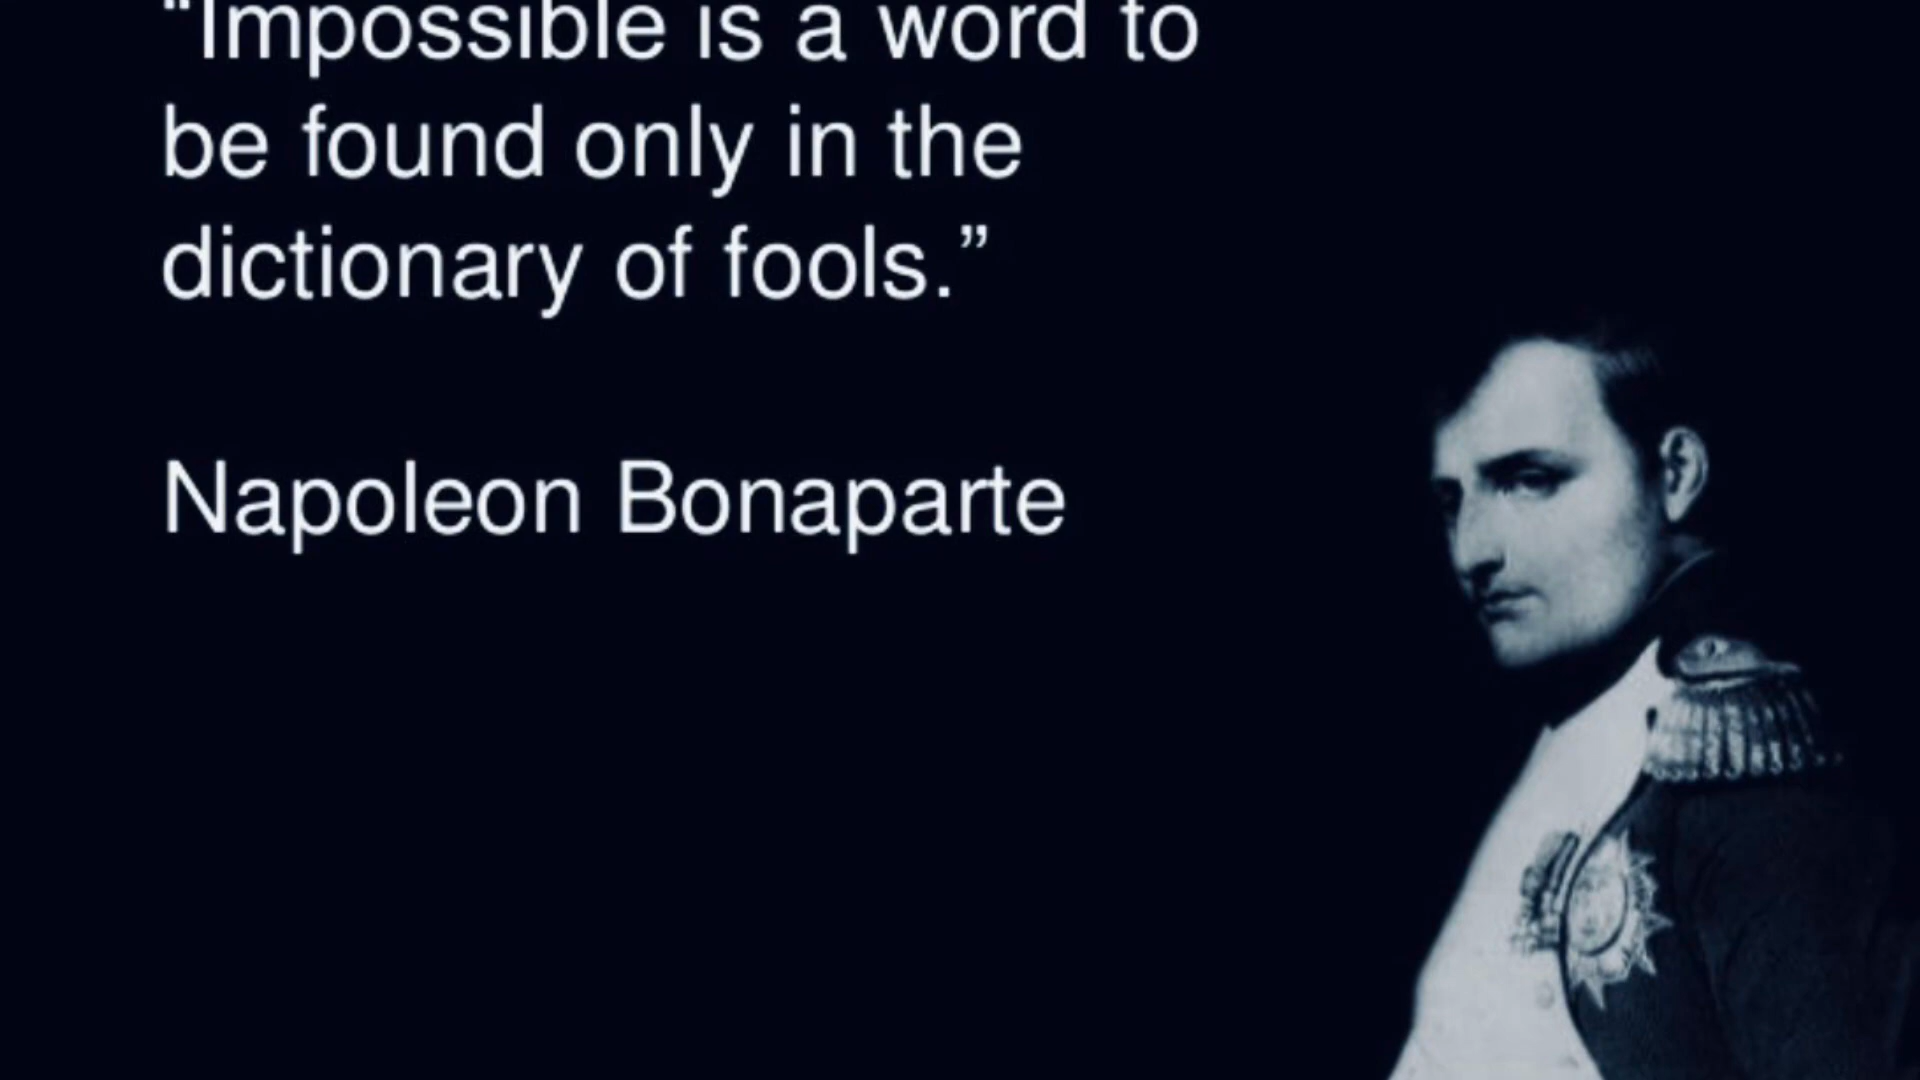 “Impossible is a word to
be found only in the
dictionary of fools.”
Napoleon Bonaparte